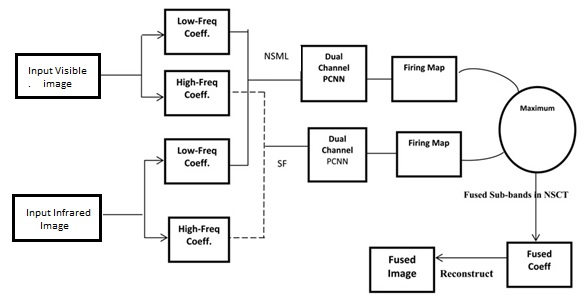 Input Visible
. image
Low-Freq
Coeff.
High-Freq
Coeff.
Low-Freq
Coeff.
High-Freq
Coeff.
Input Infrared
Image
NSML
SF
Dual
Channel
PCNN
Firing Map
Dual
Channel
PCNN
Firing Map
Maximum
Fused Sub-bands in NSCT
Fused
Coeff
Reconstruct
Fused
Image